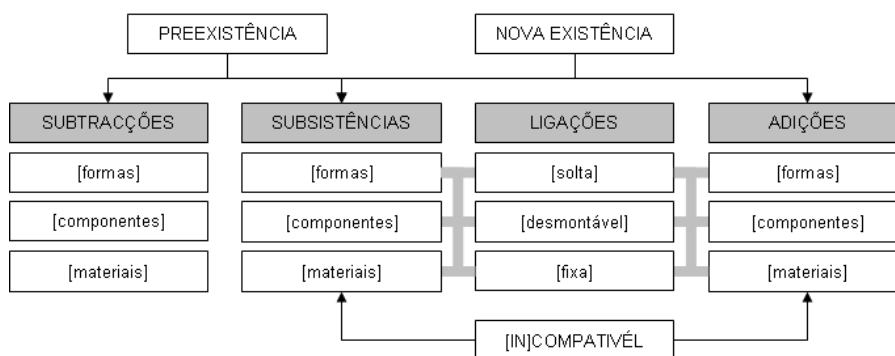 PREEXISTÊNCIA NOVA EXISTÊNCIA
SUBTRACÇÕES SUBSISTÊNCIAS LIGAÇÕES ADIÇÕES
[formas] [formas] [solta] [formas]
[componentes] [componentes] [desmontável] [componentes]
[materiais] [materiais] [fixa] [materiais]
[IN]COMPATIVÉL